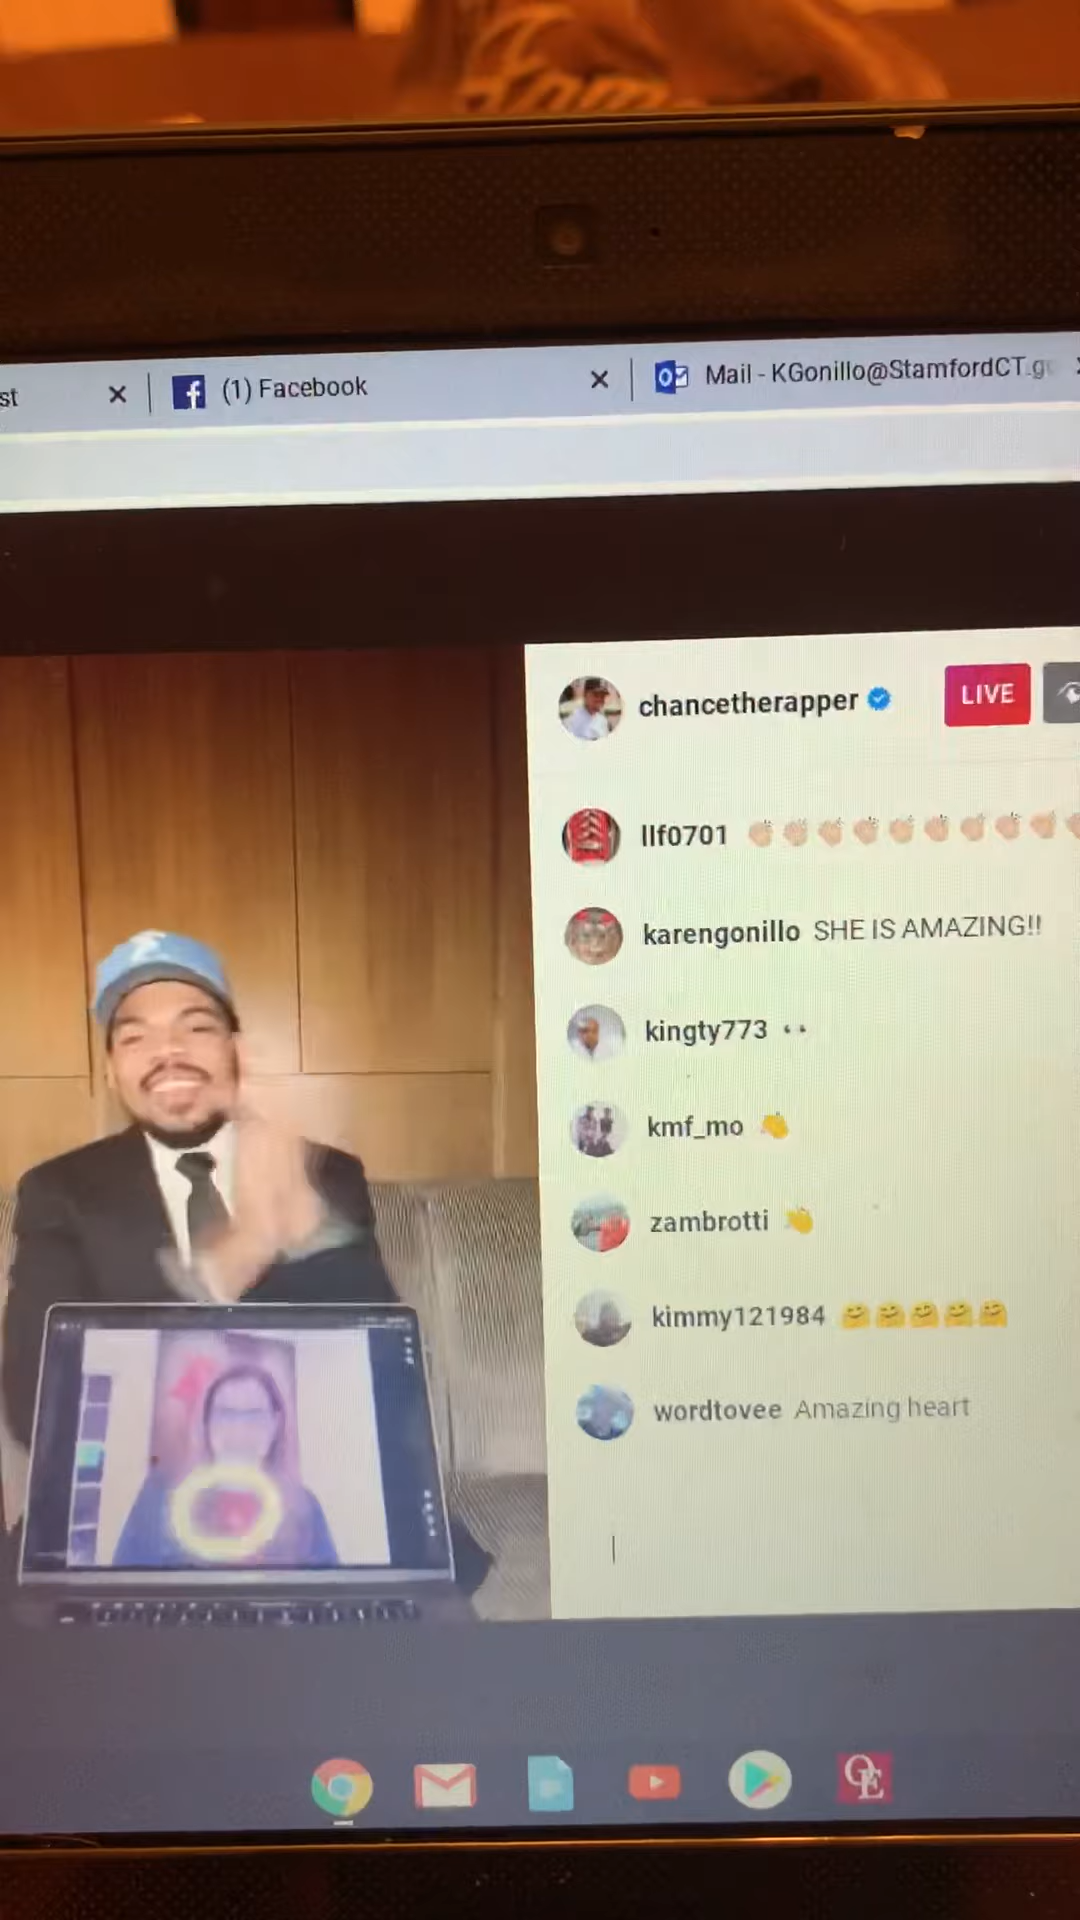 st
(1) Facebook
Mail - KGonillo@StamfordCT.g
chancetherapper
LIVE
llf0701 👏🏼👏🏼👏🏼👏🏼👏🏼👏🏼👏🏼👏🏼👏🏼👏🏼
karengonillo SHE IS AMAZING!!
kingty773 👀
kmf_mo 👏
zambrotti 👏
kimmy121984 🤗🤗🤗🤗🤗
wordtovee Amazing heart
OE